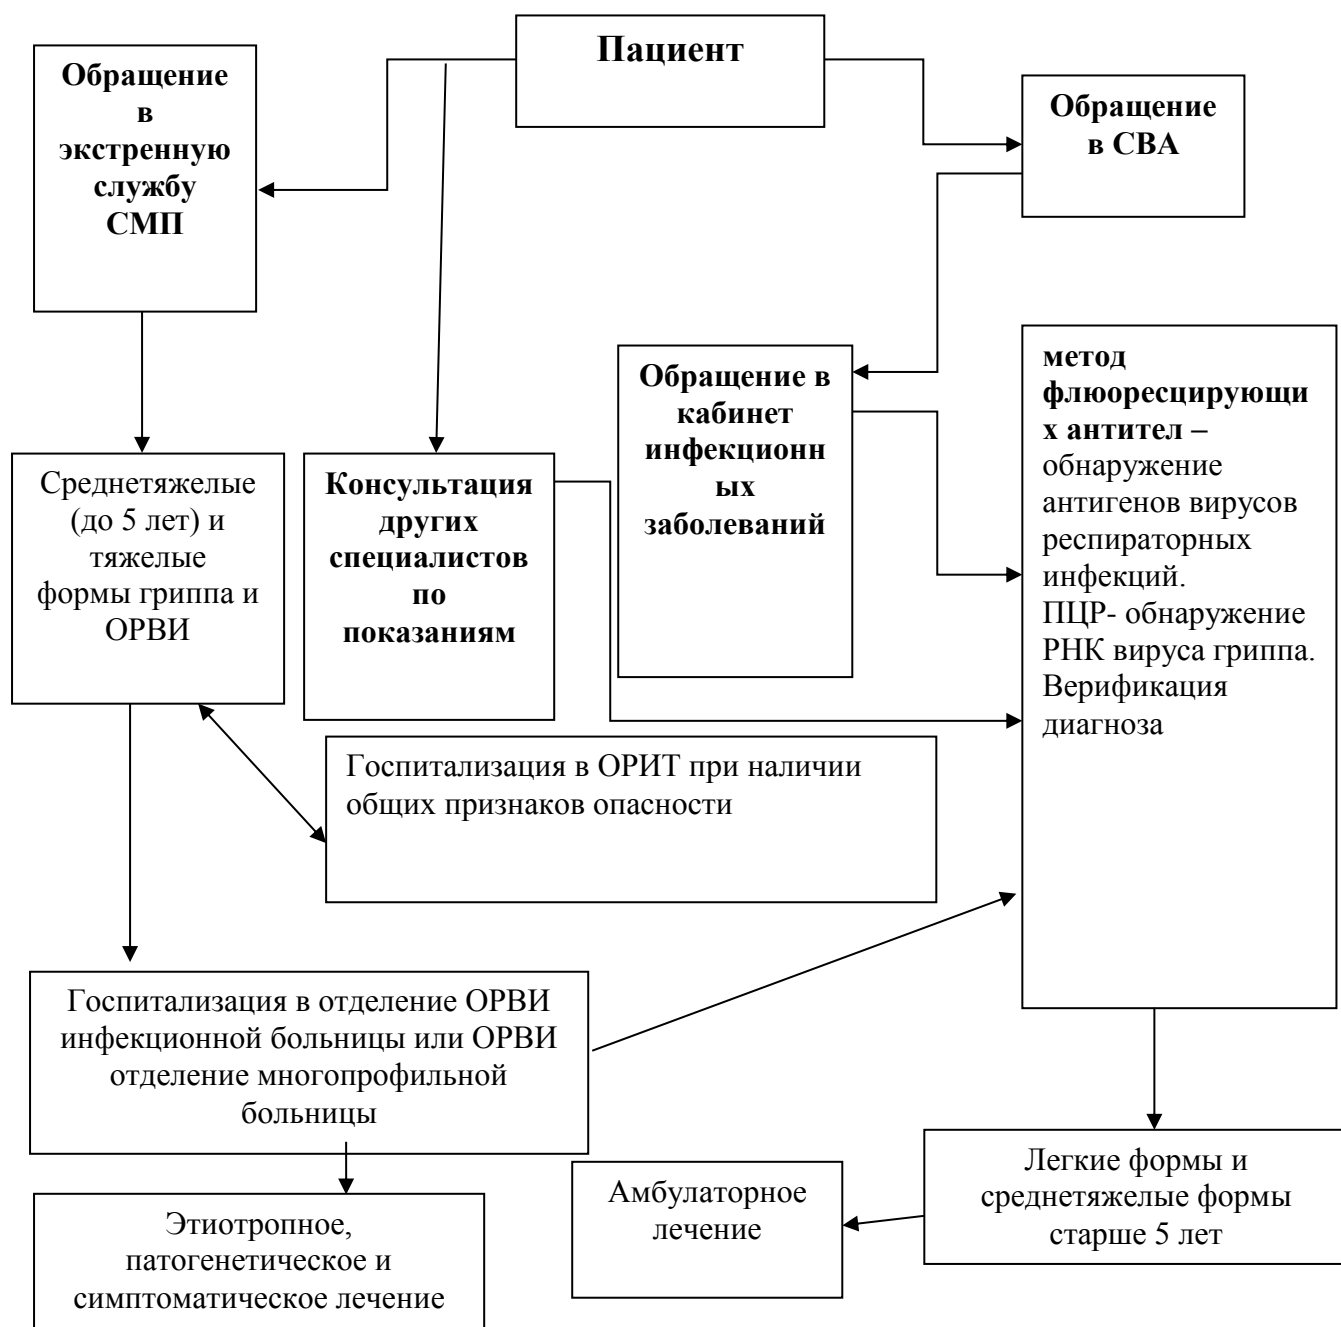 Пациент
Обращение
в
экстренную
службу
СМП
Обращение
в СВА
Обращение в
кабинет
инфекционн
ых
заболеваний
метод
флюоресцирующи
х антител –
обнаружение
антигенов вирусов
респираторных
инфекций.
ПЦР- обнаружение
РНК вируса гриппа.
Верификация
диагноза
Среднетяжелые
(до 5 лет) и
тяжелые
формы гриппа и
ОРВИ
Консультация
других
специалистов
по
показаниям
Госпитализация в ОРИТ при наличии
общих признаков опасности
Госпитализация в отделение ОРВИ
инфекционной больницы или ОРВИ
отделение многопрофильной
больницы
Легкие формы и
среднетяжелые формы
старше 5 лет
Амбулаторное
лечение
Этиотропное,
патогенетическое и
симптоматическое лечение